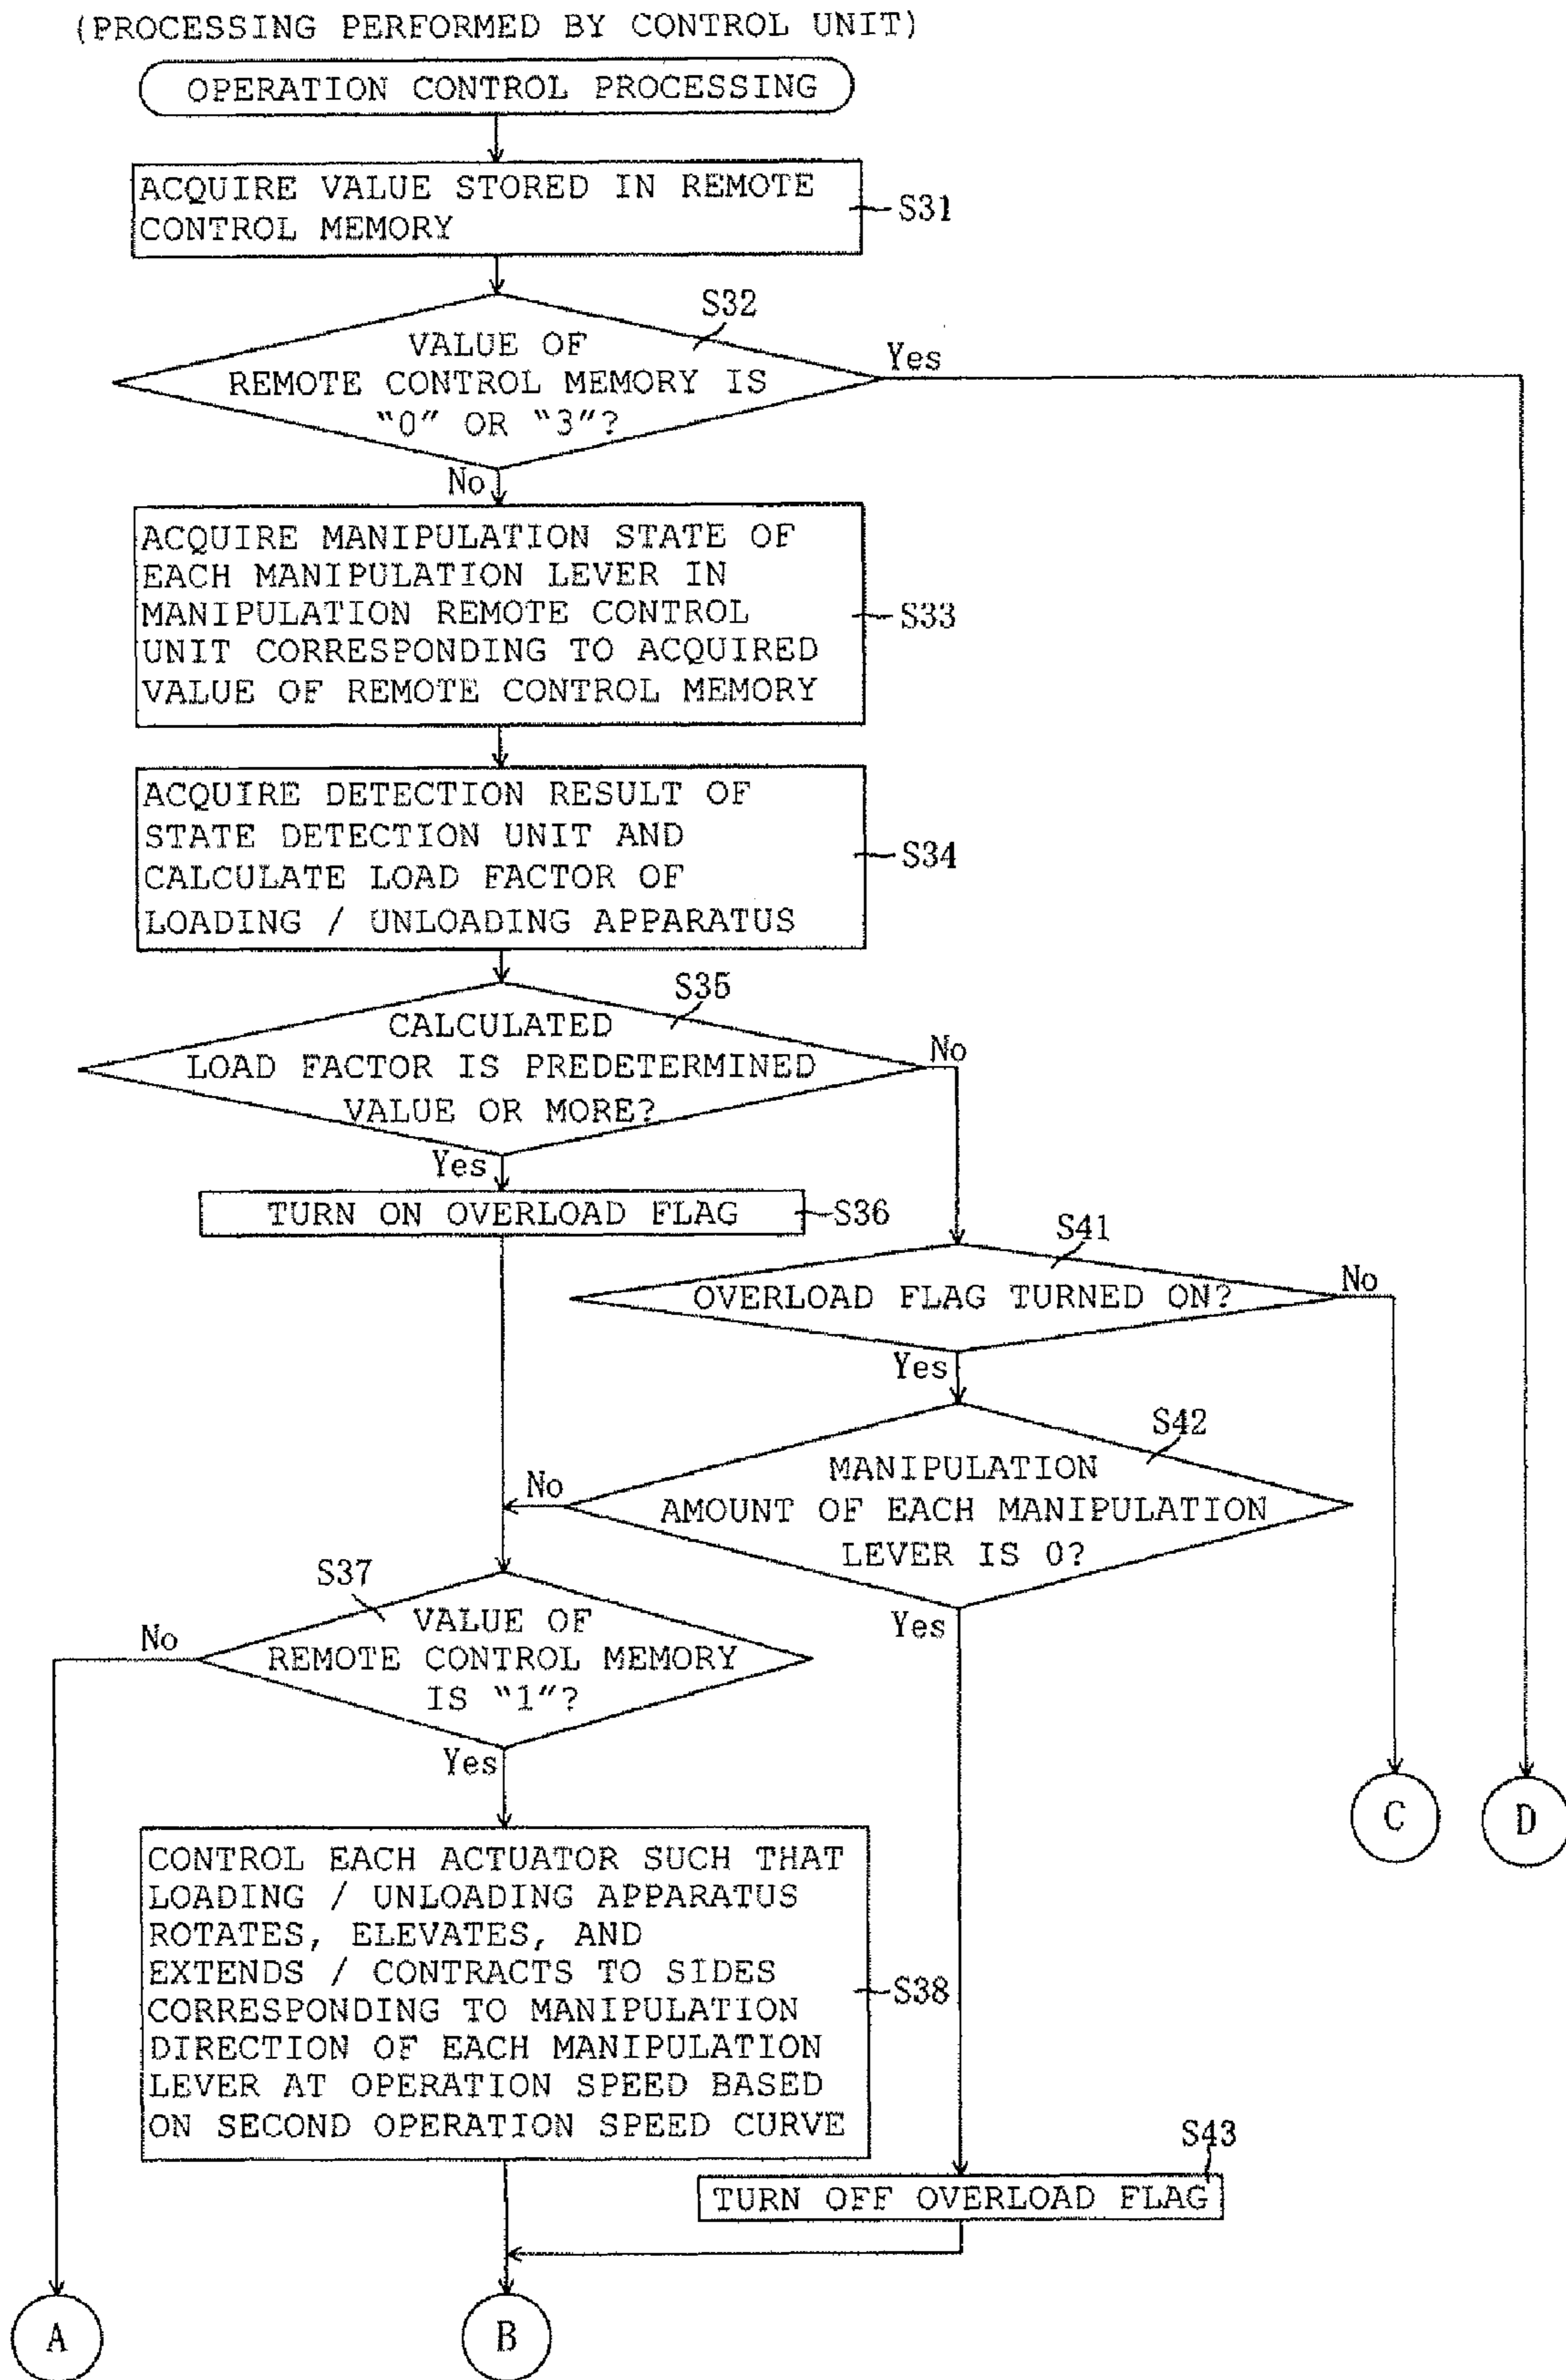 (PROCESSING PERFORMED BY CONTROL UNIT)
OPERATION CONTROL PROCESSING
ACQUIRE VALUE STORED IN REMOTE
CONTROL MEMORY
S31
S32
VALUE OF
REMOTE CONTROL MEMORY IS
"0" OR "3"?
Yes
No
ACQUIRE MANIPULATION STATE OF
EACH MANIPULATION LEVER IN
MANIPULATION REMOTE CONTROL
UNIT CORRESPONDING TO ACQUIRED
VALUE OF REMOTE CONTROL MEMORY
S33
ACQUIRE DETECTION RESULT OF
STATE DETECTION UNIT AND
CALCULATE LOAD FACTOR OF
LOADING / UNLOADING APPARATUS
S34
S35
CALCULATED
LOAD FACTOR IS PREDETERMINED
VALUE OR MORE?
No
Yes
TURN ON OVERLOAD FLAG
S36
S41
OVERLOAD FLAG TURNED ON?
No
Yes
S42
MANIPULATION
AMOUNT OF EACH MANIPULATION
LEVER IS 0?
No
Yes
S37
VALUE OF
REMOTE CONTROL MEMORY
IS "1"?
No
Yes
C
D
CONTROL EACH ACTUATOR SUCH THAT
LOADING / UNLOADING APPARATUS
ROTATES, ELEVATES, AND
EXTENDS / CONTRACTS TO SIDES
CORRESPONDING TO MANIPULATION
DIRECTION OF EACH MANIPULATION
LEVER AT OPERATION SPEED BASED
ON SECOND OPERATION SPEED CURVE
S38
S43
TURN OFF OVERLOAD FLAG
A
B